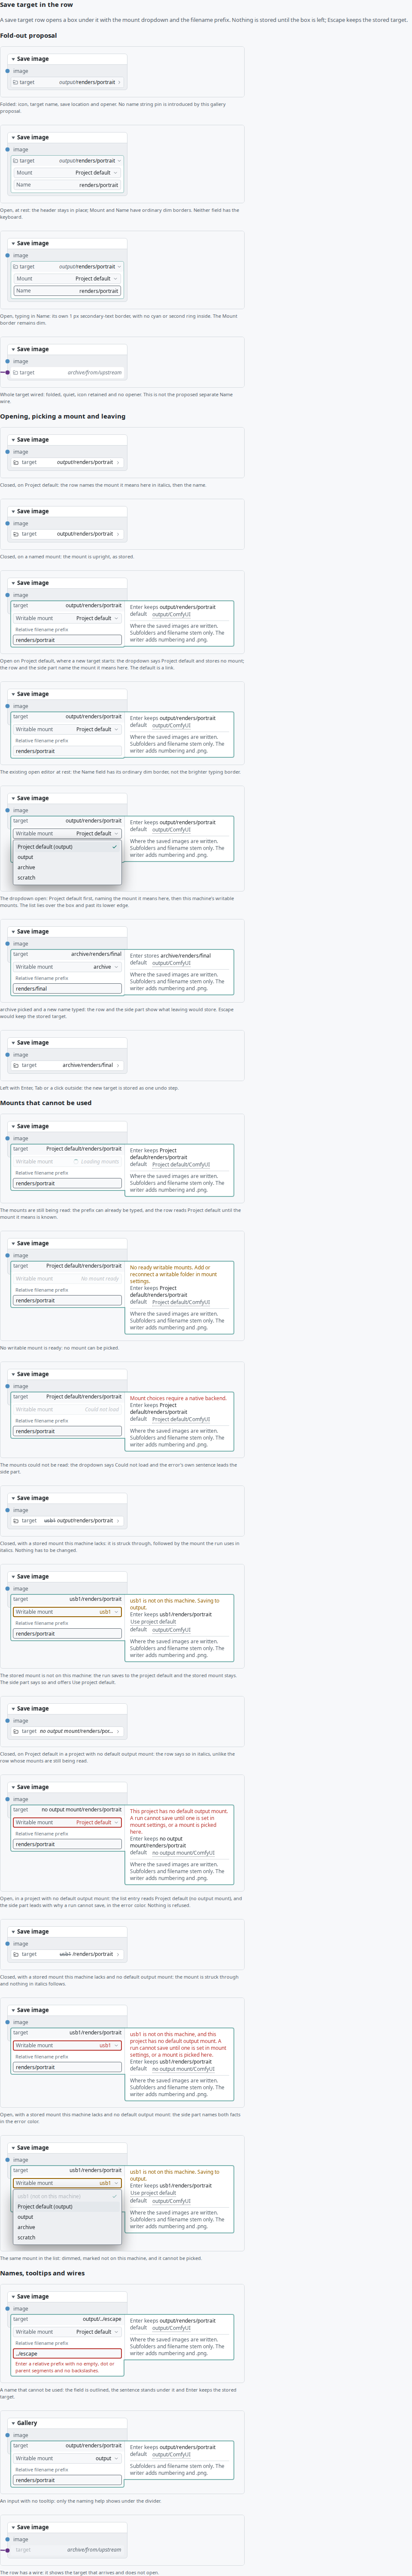 Save target in the row
A save target row opens a box under it with the mount dropdown and the filename prefix. Nothing is stored until the box is left; Escape keeps the stored target.
Fold-out proposal
Save image
image
target output/renders/portrait
Folded: icon, target name, save location and opener. No name string pin is introduced by this gallery
proposal.
Save image
image
target output/renders/portrait
Mount Project default
Name renders/portrait
Open, at rest: the header stays in place; Mount and Name have ordinary dim borders. Neither field has the
keyboard.
Save image
image
target output/renders/portrait
Mount Project default
Name renders/portrait
Open, typing in Name: its own 1 px secondary-text border, with no cyan or second ring inside. The Mount
border remains dim.
Save image
image
target archive/from/upstream
Whole target wired: folded, quiet, icon retained and no opener. This is not the proposed separate Name
wire.
Opening, picking a mount and leaving
Save image
image
target output/renders/portrait
Closed, on Project default: the row names the mount it means here in italics, then the name.
Save image
image
target output/renders/portrait
Closed, on a named mount: the mount is upright, as stored.
Save image
image
target output/renders/portrait
Writable mount Project default
Relative filename prefix
renders/portrait
Enter keeps output/renders/portrait
default output/ComfyUI
Where the saved images are written.
Subfolders and filename stem only. The
writer adds numbering and .png.
Open on Project default, where a new target starts: the dropdown says Project default and stores no mount;
the row and the side part name the mount it means here. The default is a link.
Save image
image
target output/renders/portrait
Writable mount Project default
Relative filename prefix
renders/portrait
Enter keeps output/renders/portrait
default output/ComfyUI
Where the saved images are written.
Subfolders and filename stem only. The
writer adds numbering and .png.
The existing open editor at rest: the Name field has its ordinary dim border, not the brighter typing border.
Save image
image
target output/renders/portrait
Writable mount Project default
Project default (output)
output
archive
scratch
Enter keeps output/renders/portrait
default output/ComfyUI
Where the saved images are written.
Subfolders and filename stem only. The
writer adds numbering and .png.
The dropdown open: Project default first, naming the mount it means here, then this machine's writable
mounts. The list lies over the box and past its lower edge.
Save image
image
target archive/renders/final
Writable mount archive
Relative filename prefix
renders/final
Enter stores archive/renders/final
default output/ComfyUI
Where the saved images are written.
Subfolders and filename stem only. The
writer adds numbering and .png.
archive picked and a new name typed: the row and the side part show what leaving would store. Escape
would keep the stored target.
Save image
image
target archive/renders/final
Left with Enter, Tab or a click outside: the new target is stored as one undo step.
Mounts that cannot be used
Save image
image
target Project default/renders/portrait
Writable mount Loading mounts
Relative filename prefix
renders/portrait
Enter keeps Project
default/renders/portrait
default Project default/ComfyUI
Where the saved images are written.
Subfolders and filename stem only. The
writer adds numbering and .png.
The mounts are still being read: the prefix can already be typed, and the row reads Project default until the
mount it means is known.
Save image
image
target Project default/renders/portrait
Writable mount No mount ready
Relative filename prefix
renders/portrait
No ready writable mounts. Add or
reconnect a writable folder in mount
settings.
Enter keeps Project
default/renders/portrait
default Project default/ComfyUI
Where the saved images are written.
Subfolders and filename stem only. The
writer adds numbering and .png.
No writable mount is ready: no mount can be picked.
Save image
image
target Project default/renders/portrait
Writable mount Could not load
Relative filename prefix
renders/portrait
Mount choices require a native backend.
Enter keeps Project
default/renders/portrait
default Project default/ComfyUI
Where the saved images are written.
Subfolders and filename stem only. The
writer adds numbering and .png.
The mounts could not be read: the dropdown says Could not load and the error's own sentence leads the
side part.
Save image
image
target usb1 output/renders/portrait
Closed, with a stored mount this machine lacks: it is struck through, followed by the mount the run uses in
italics. Nothing has to be changed.
Save image
image
target usb1/renders/portrait
Writable mount usb1
Relative filename prefix
renders/portrait
usb1 is not on this machine. Saving to
output.
Enter keeps usb1/renders/portrait
Use project default
default output/ComfyUI
Where the saved images are written.
Subfolders and filename stem only. The
writer adds numbering and .png.
The stored mount is not on this machine: the run saves to the project default and the stored mount stays.
The side part says so and offers Use project default.
Save image
image
target no output mount/renders/por...
Closed, on Project default in a project with no default output mount: the row says so in italics, unlike the
row whose mounts are still being read.
Save image
image
target no output mount/renders/portrait
Writable mount Project default
Relative filename prefix
renders/portrait
This project has no default output mount.
A run cannot save until one is set in
mount settings, or a mount is picked
here.
Enter keeps no output
mount/renders/portrait
default no output mount/ComfyUI
Where the saved images are written.
Subfolders and filename stem only. The
writer adds numbering and .png.
Open, in a project with no default output mount: the list entry reads Project default (no output mount), and
the side part leads with why a run cannot save, in the error color. Nothing is refused.
Save image
image
target usb1 /renders/portrait
Closed, with a stored mount this machine lacks and no default output mount: the mount is struck through
and nothing in italics follows.
Save image
image
target usb1/renders/portrait
Writable mount usb1
Relative filename prefix
renders/portrait
usb1 is not on this machine, and this
project has no default output mount. A
run cannot save until one is set in mount
settings, or a mount is picked here.
Enter keeps usb1/renders/portrait
default no output mount/ComfyUI
Where the saved images are written.
Subfolders and filename stem only. The
writer adds numbering and .png.
Open, with a stored mount this machine lacks and no default output mount: the side part names both facts
in the error color.
Save image
image
target usb1/renders/portrait
Writable mount usb1
usb1 (not on this machine)
Project default (output)
output
archive
scratch
usb1 is not on this machine. Saving to
output.
Enter keeps usb1/renders/portrait
Use project default
default output/ComfyUI
Where the saved images are written.
Subfolders and filename stem only. The
writer adds numbering and .png.
The same mount in the list: dimmed, marked not on this machine, and it cannot be picked.
Names, tooltips and wires
Save image
image
target output/../escape
Writable mount Project default
Relative filename prefix
../escape
Enter a relative prefix with no empty, dot or
parent segments and no backslashes.
Enter keeps output/renders/portrait
default output/ComfyUI
Where the saved images are written.
Subfolders and filename stem only. The
writer adds numbering and .png.
A name that cannot be used: the field is outlined, the sentence stands under it and Enter keeps the stored
target.
Gallery
image
target output/renders/portrait
Writable mount output
Relative filename prefix
renders/portrait
Enter keeps output/renders/portrait
default output/ComfyUI
Subfolders and filename stem only. The
writer adds numbering and .png.
An input with no tooltip: only the naming help shows under the divider.
Save image
image
target archive/from/upstream
The row has a wire: it shows the target that arrives and does not open.